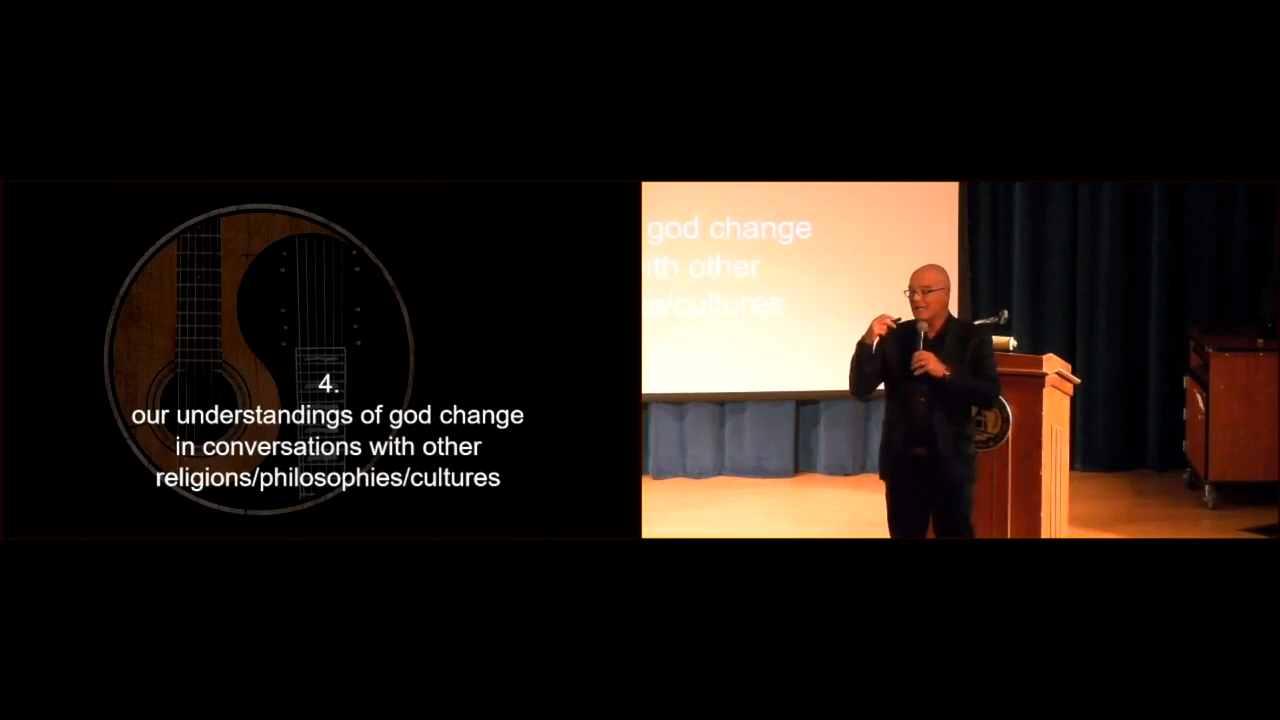 4.
our understandings of god change
in conversations with other
religions/philosophies/cultures
god change
ith other
s/cultures